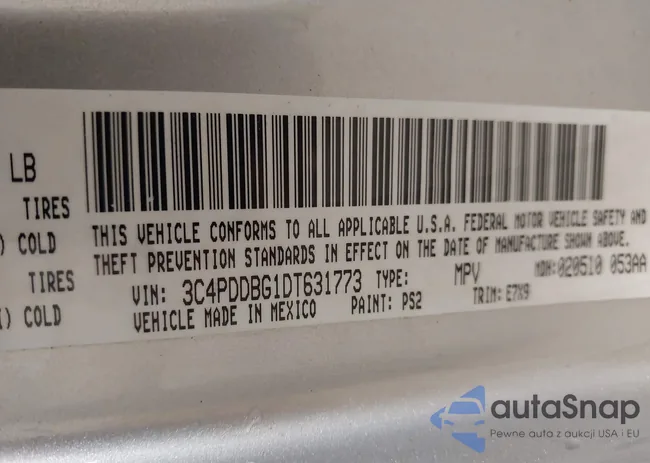 LB
TIRES
) COLD
TIRES
) COLD
THIS VEHICLE CONFORMS TO ALL APPLICABLE U.S.A. FEDERAL MOTOR VEHICLE SAFETY AND
THEFT PREVENTION STANDARDS IN EFFECT ON THE DATE OF MANUFACTURE SHOWN ABOVE.
VIN: 3C4PDDBG1DT631773 TYPE: MPV MDH:020510 053AA
VEHICLE MADE IN MEXICO PAINT: PS2 TRIM: E7X9
autaSnap
Pewne auta z aukcji USA i EU